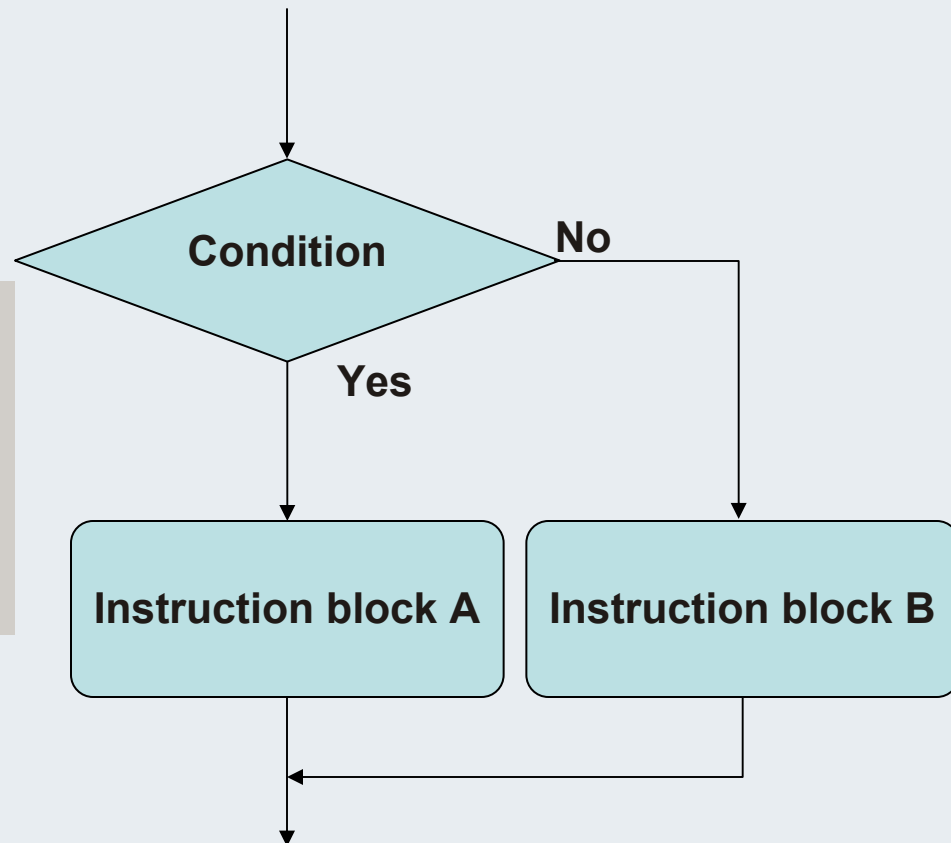 Condition
No
Yes
Instruction block A
Instruction block B